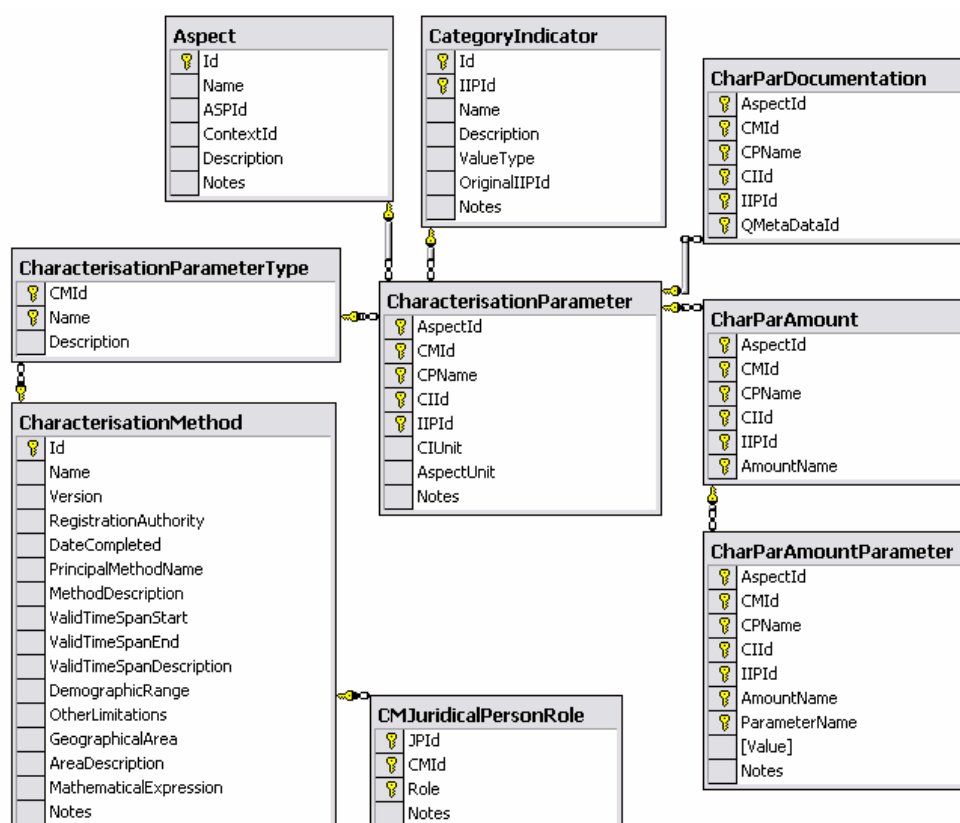 Aspect
Id
Name
ASPId
ContextId
Description
Notes
CategoryIndicator
Id
IIPId
Name
Description
ValueType
OriginalIIPId
Notes
CharParDocumentation
AspectId
CMId
CPName
CIId
IIPId
QMetaDataId
CharacterisationParameterType
CMId
Name
Description
CharacterisationParameter
AspectId
CMId
CPName
CIId
IIPId
CIUnit
AspectUnit
Notes
CharParAmount
AspectId
CMId
CPName
CIId
IIPId
AmountName
CharacterisationMethod
Id
Name
Version
RegistrationAuthority
DateCompleted
PrincipalMethodName
MethodDescription
ValidTimeSpanStart
ValidTimeSpanEnd
ValidTimeSpanDescription
DemographicRange
OtherLimitations
GeographicalArea
AreaDescription
MathematicalExpression
Notes
CharParAmountParameter
AspectId
CMId
CPName
CIId
IIPId
AmountName
ParameterName
[Value]
Notes
CMJuridicalPersonRole
JPId
CMId
Role
Notes